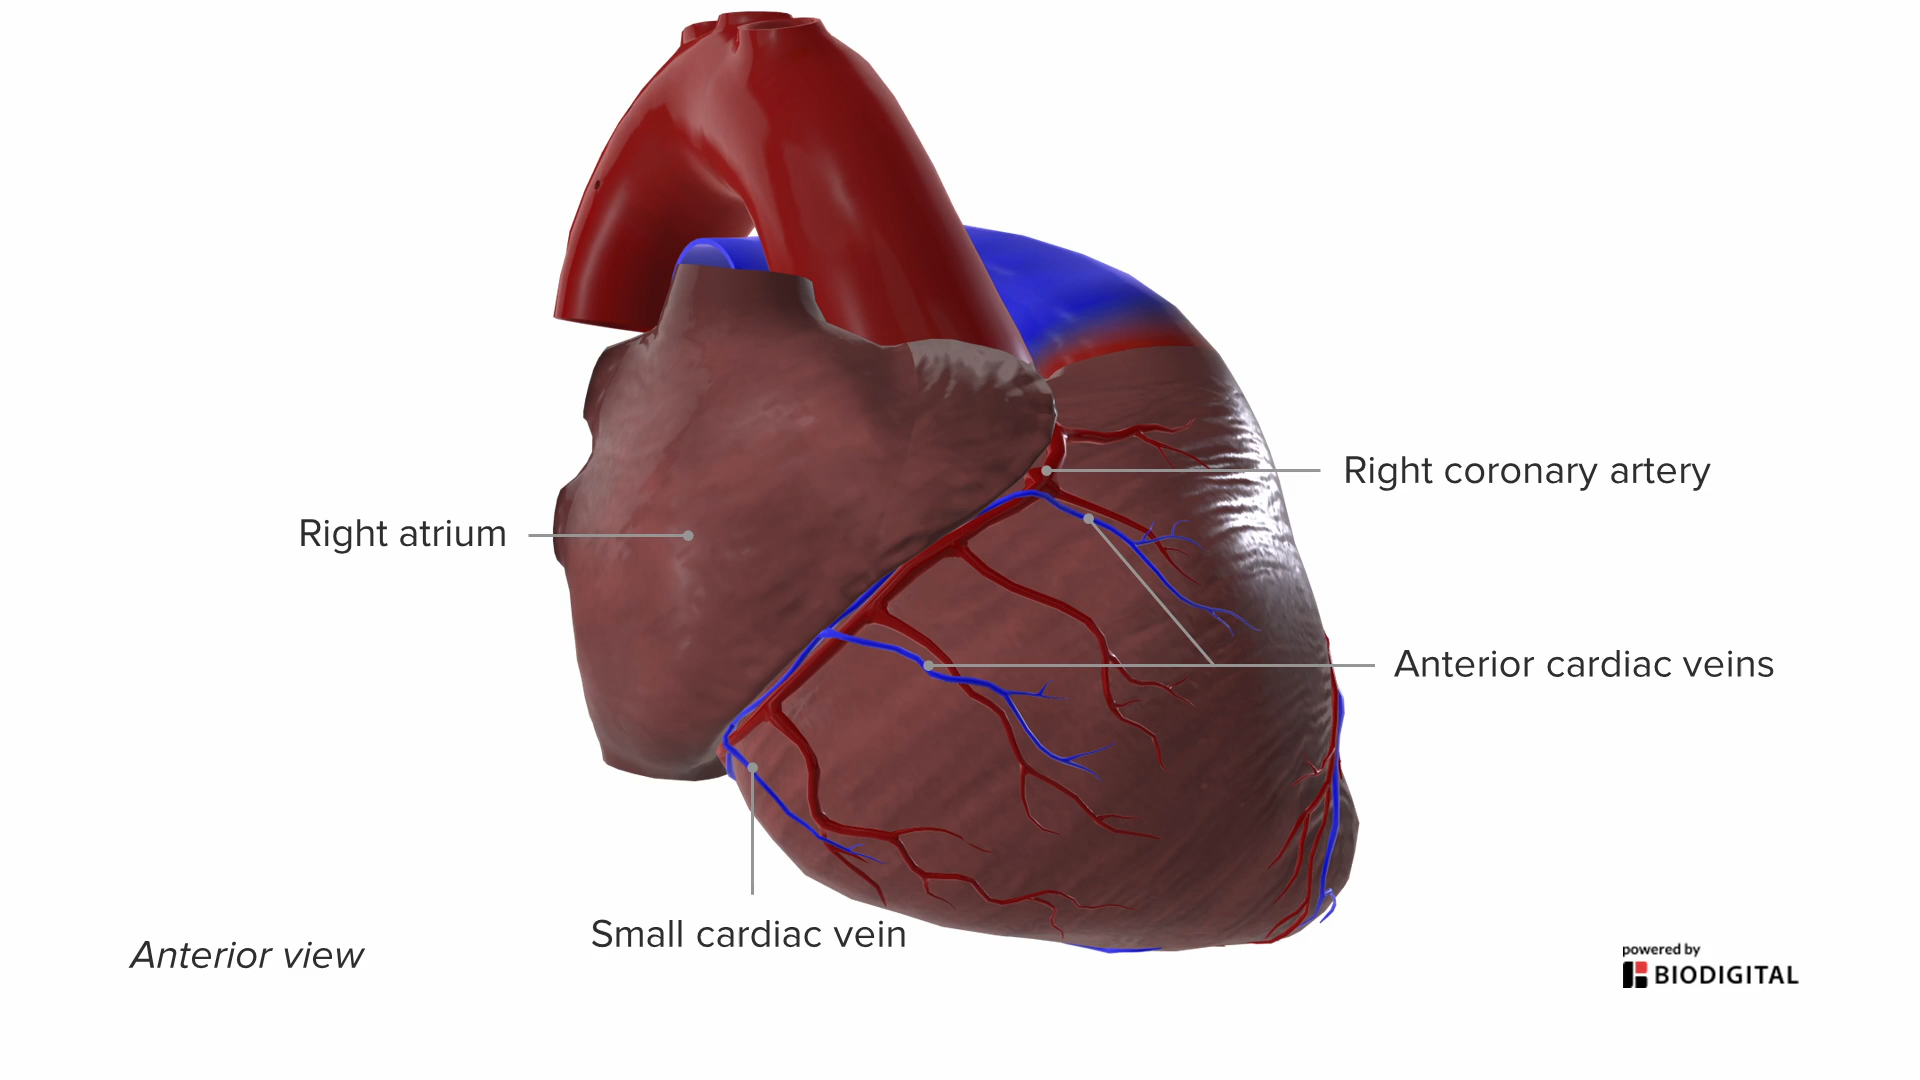 Right coronary artery
Right atrium
Anterior cardiac veins
Small cardiac vein
Anterior view
powered by
BIODIGITAL